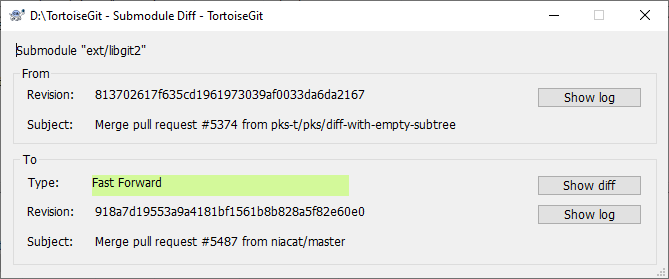 D:\TortoiseGit - Submodule Diff - TortoiseGit
Submodule "ext/libgit2"
From
Revision: 813702617f635cd1961973039af0033da6da2167 Show log
Subject: Merge pull request #5374 from pks-t/pks/diff-with-empty-subtree
To
Type: Fast Forward Show diff
Revision: 918a7d19553a9a4181bf1561b8b828a5f82e60e0 Show log
Subject: Merge pull request #5487 from niacat/master